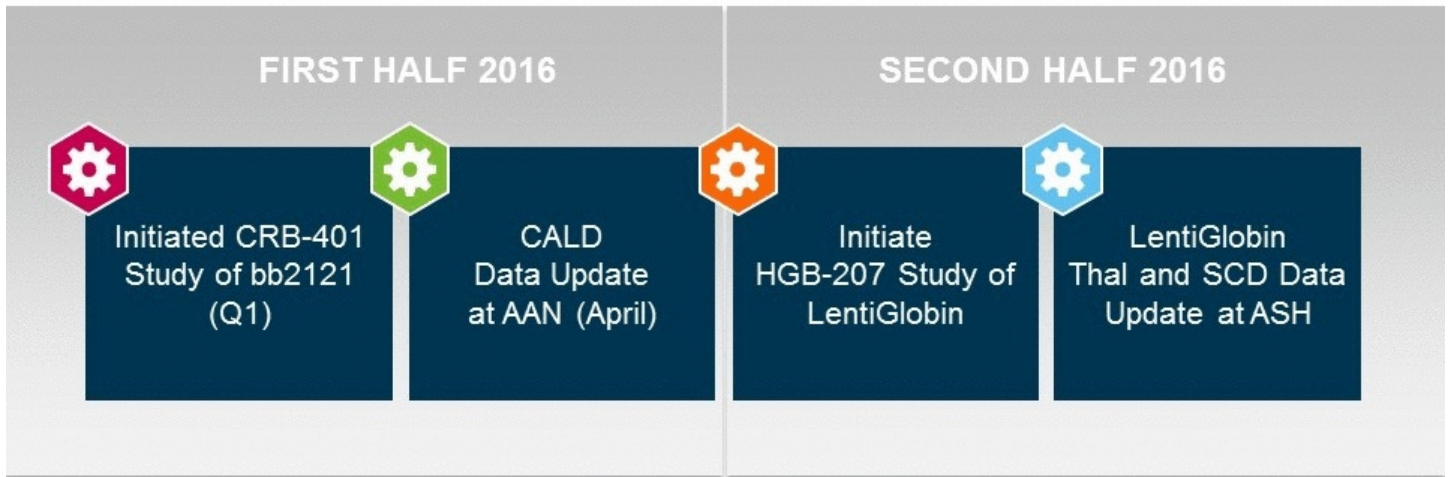 FIRST HALF 2016
SECOND HALF 2016
Initiated CRB-401
Study of bb2121
(Q1)
CALD
Data Update
at AAN (April)
Initiate
HGB-207 Study of
LentiGlobin
LentiGlobin
Thal and SCD Data
Update at ASH